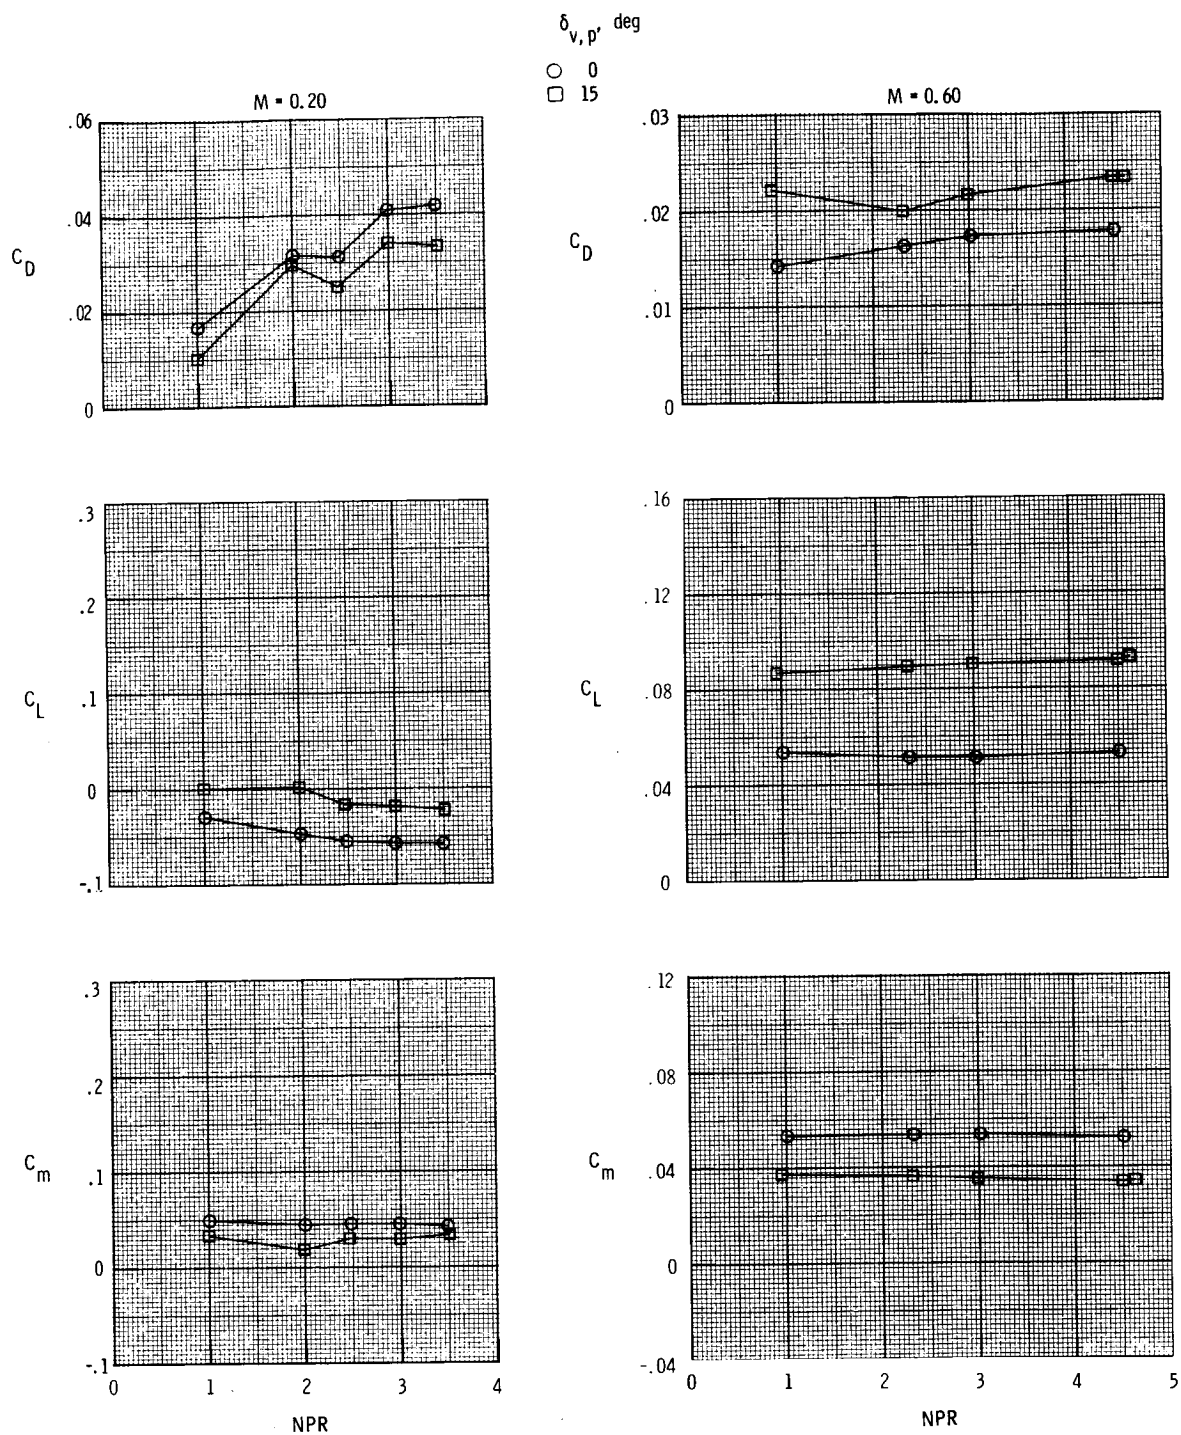 δv,p, deg
○ 0
□ 15
M = 0.20
.06
.04
CD
.02
0
M = 0.60
.03
.02
CD
.01
0
.3
.2
.1
CL
0
-.1
.16
.12
.08
CL
.04
0
.3
.2
.1
Cm
0
-.1
0 1 2 3 4
NPR
.12
.08
.04
Cm
0
-.04
0 1 2 3 4 5
NPR